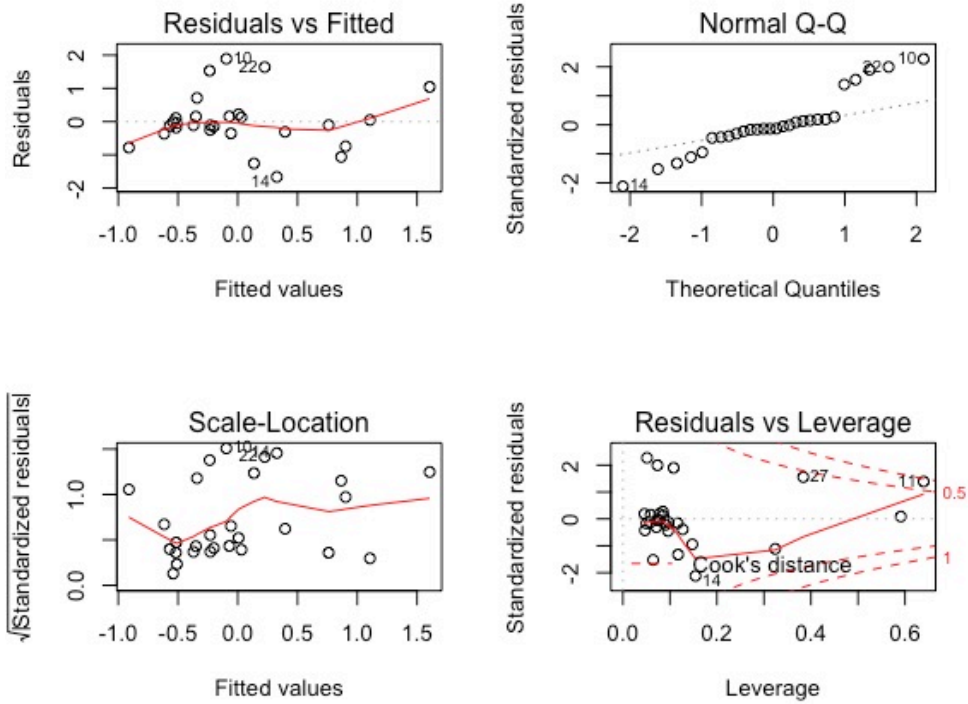 Residuals vs Fitted
Residuals
2
1
0
-2
10
22
14
-1.0 -0.5 0.0 0.5 1.0 1.5
Fitted values
Normal Q-Q
Standardized residuals
2
0
-2
22
10
14
-2 -1 0 1 2
Theoretical Quantiles
Scale-Location
√|Standardized residuals|
1.0
0.0
10
22
14
-1.0 -0.5 0.0 0.5 1.0 1.5
Fitted values
Residuals vs Leverage
Standardized residuals
2
0
-2
27
11
0.5
1
Cook's distance
14
0.0 0.2 0.4 0.6
Leverage